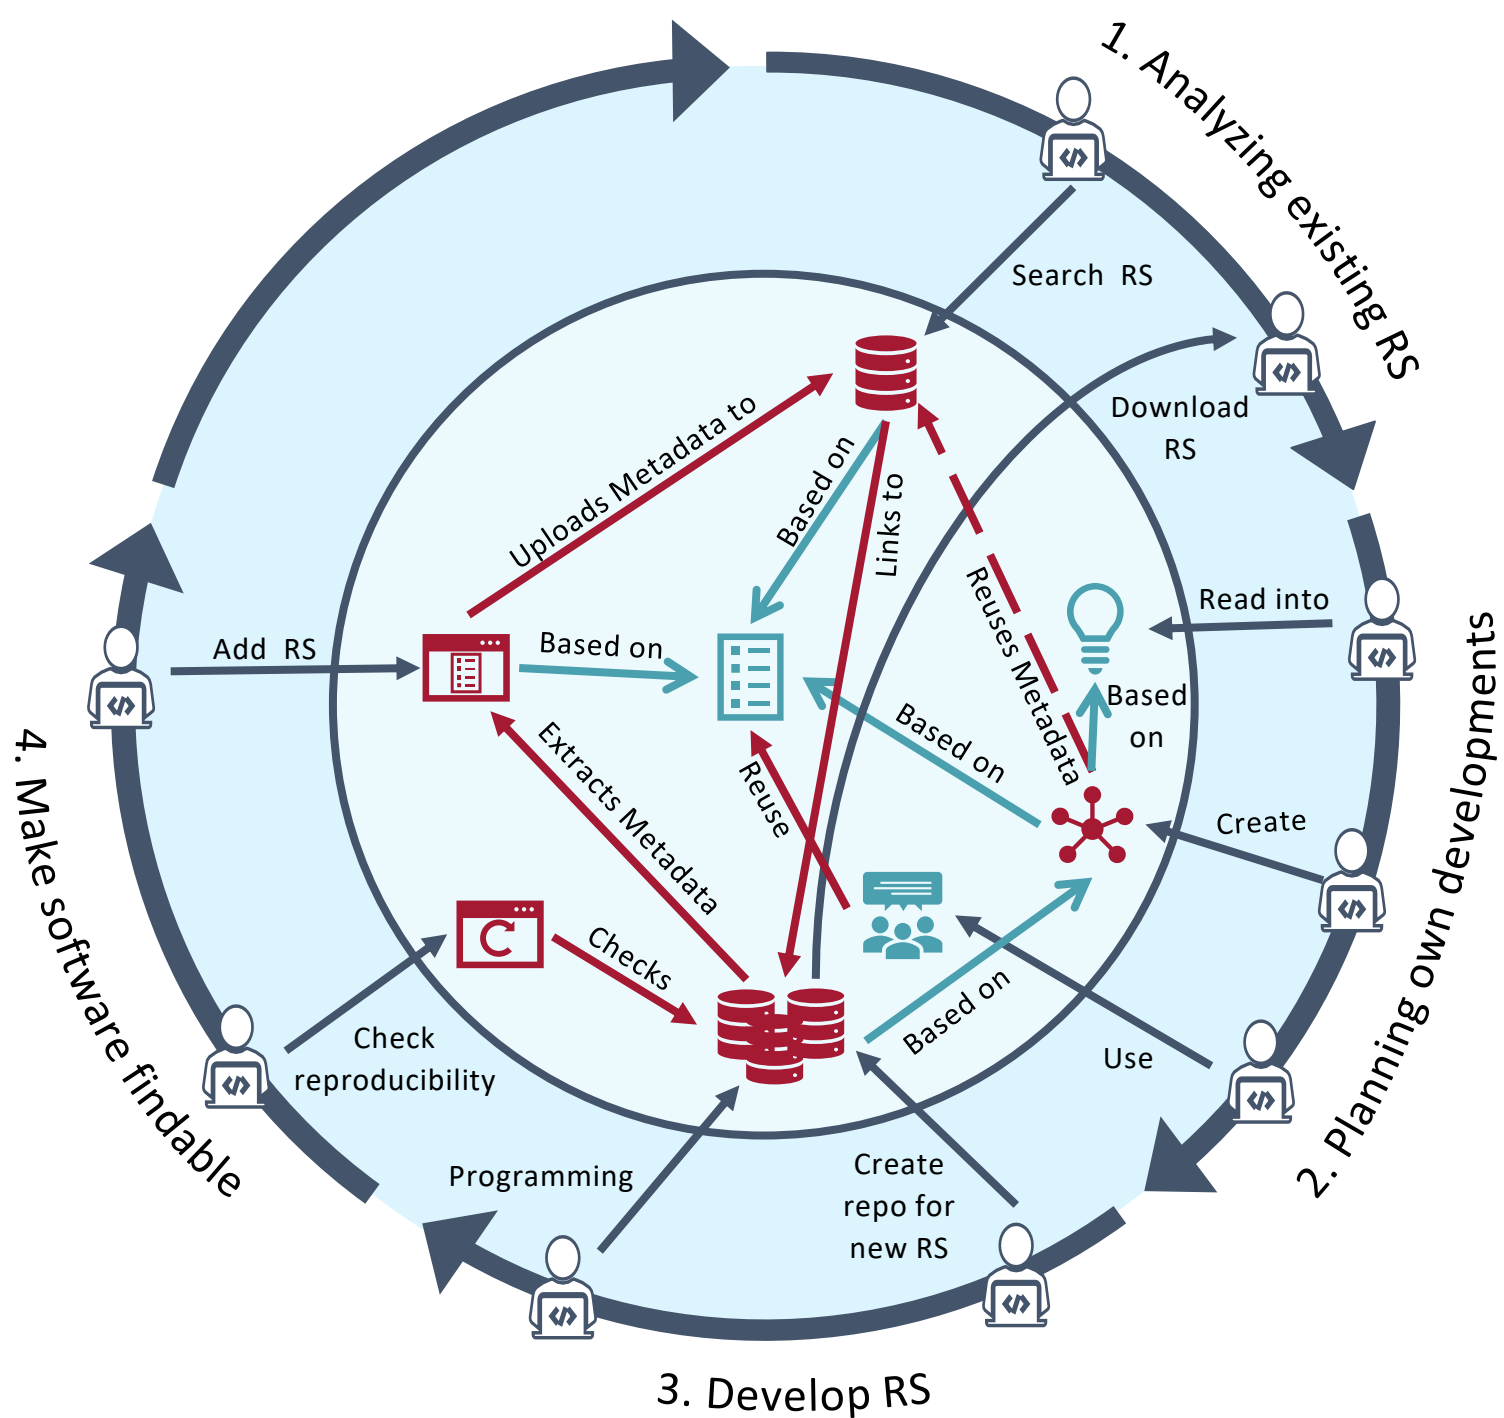 1. Analyzing existing RS
Search RS
Download
RS
Uploads Metadata to
Based on
Links to
Reuses Metadata
Read into
Add RS
Based on
Based
on
Based on
Create
2. Planning own developments
4. Make software findable
Extracts Metadata
Reuse
Checks
Based on
Check
reproducibility
Use
Programming
Create
repo for
new RS
3. Develop RS